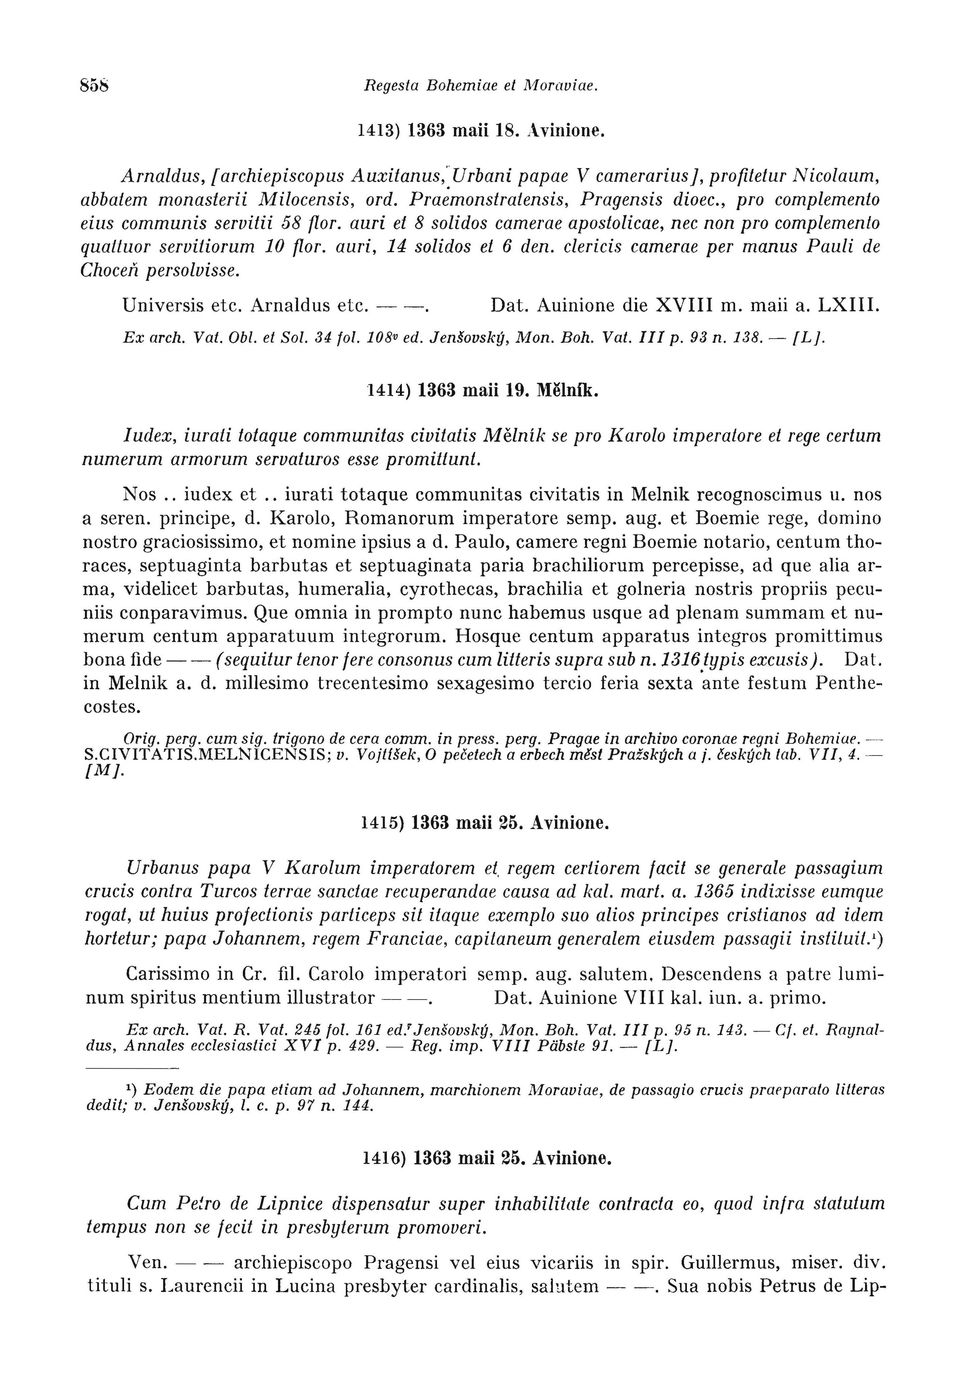 858 Regesta Bohemiae et Moraviae.
1413) 1363 maii 18. Avinione.
Arnaldus, [archiepiscopus Auxitanus, Urbani papae V camerarius], profitetur Nicolaum,
abbatem monasterii Milocensis, ord. Praemonstratensis, Pragensis dioec., pro complemento
eius communis servitii 58 flor. auri et 8 solidos camerae apostolicae, nec non pro complemento
quattuor servitiorum 10 flor. auri, 14 solidos et 6 den. clericis camerae per manus Pauli de
Choceň persolvisse.
Universis etc. Arnaldus etc. — —. Dat. Auinione die XVIII m. maii a. LXIII.
Ex arch. Vat. Obl. et Sol. 34 fol. 108v ed. Jenšovský, Mon. Boh. Vat. III p. 93 n. 138. — [L].
1414) 1363 maii 19. Mělník.
Iudex, iurati totaque communitas civitatis Mělník se pro Karolo imperatore et rege certum
numerum armorum servaturos esse promittunt.
Nos .. iudex et .. iurati totaque communitas civitatis in Melnik recognoscimus u. nos
a seren. principe, d. Karolo, Romanorum imperatore semp. aug. et Boemie rege, domino
nostro graciosissimo, et nomine ipsius a d. Paulo, camere regni Boemie notario, centum tho-
races, septuaginta barbutas et septuaginata paria brachiliorum percepisse, ad que alia ar-
ma, videlicet barbutas, humeralia, cyrothecas, brachilia et golneria nostris propriis pecu-
niis conparavimus. Que omnia in prompto nunc habemus usque ad plenam summam et nu-
merum centum apparatuum integrorum. Hosque centum apparatus integros promittimus
bona fide — — (sequitur tenor fere consonus cum litteris supra sub n. 1316 typis excusis). Dat.
in Melnik a. d. millesimo trecentesimo sexagesimo tercio feria sexta ante festum Penthe-
costes.
Orig. perg. cum sig. trigono de cera comm. in press. perg. Pragae in archivo coronae regni Bohemiae. —
S.CIVITATIS.MELNICENSIS; v. Vojtíšek, O pečetech a erbech měst Pražských a j. českých tab. VII, 4. —
[M].
1415) 1363 maii 25. Avinione.
Urbanus papa V Karolum imperatorem et regem certiorem facit se generale passagium
crucis contra Turcos terrae sanctae recuperandae causa ad kal. mart. a. 1365 indixisse eumque
rogat, ut huius profectionis particeps sit itaque exemplo suo alios principes cristianos ad idem
hortetur; papa Johannem, regem Franciae, capitaneum generalem eiusdem passagii instituit.¹)
Carissimo in Cr. fil. Carolo imperatori semp. aug. salutem. Descendens a patre lumi-
num spiritus mentium illustrator — —. Dat. Auinione VIII kal. iun. a. primo.
Ex arch. Vat. R. Vat. 245 fol. 161 ed. Jenšovský, Mon. Boh. Vat. III p. 95 n. 143. — Cf. et. Raynal-
dus, Annales ecclesiastici XVI p. 429. — Reg. imp. VIII Päbste 91. — [L].
¹) Eodem die papa etiam ad Johannem, marchionem Moraviae, de passagio crucis praeparato litteras
dedit; v. Jenšovský, l. c. p. 97 n. 144.
1416) 1363 maii 25. Avinione.
Cum Petro de Lipnice dispensatur super inhabilitate contracta eo, quod infra statutum
tempus non se fecit in presbyterum promoveri.
Ven. — — archiepiscopo Pragensi vel eius vicariis in spir. Guillermus, miser. div.
tituli s. Laurencii in Lucina presbyter cardinalis, salutem — —. Sua nobis Petrus de Lip-